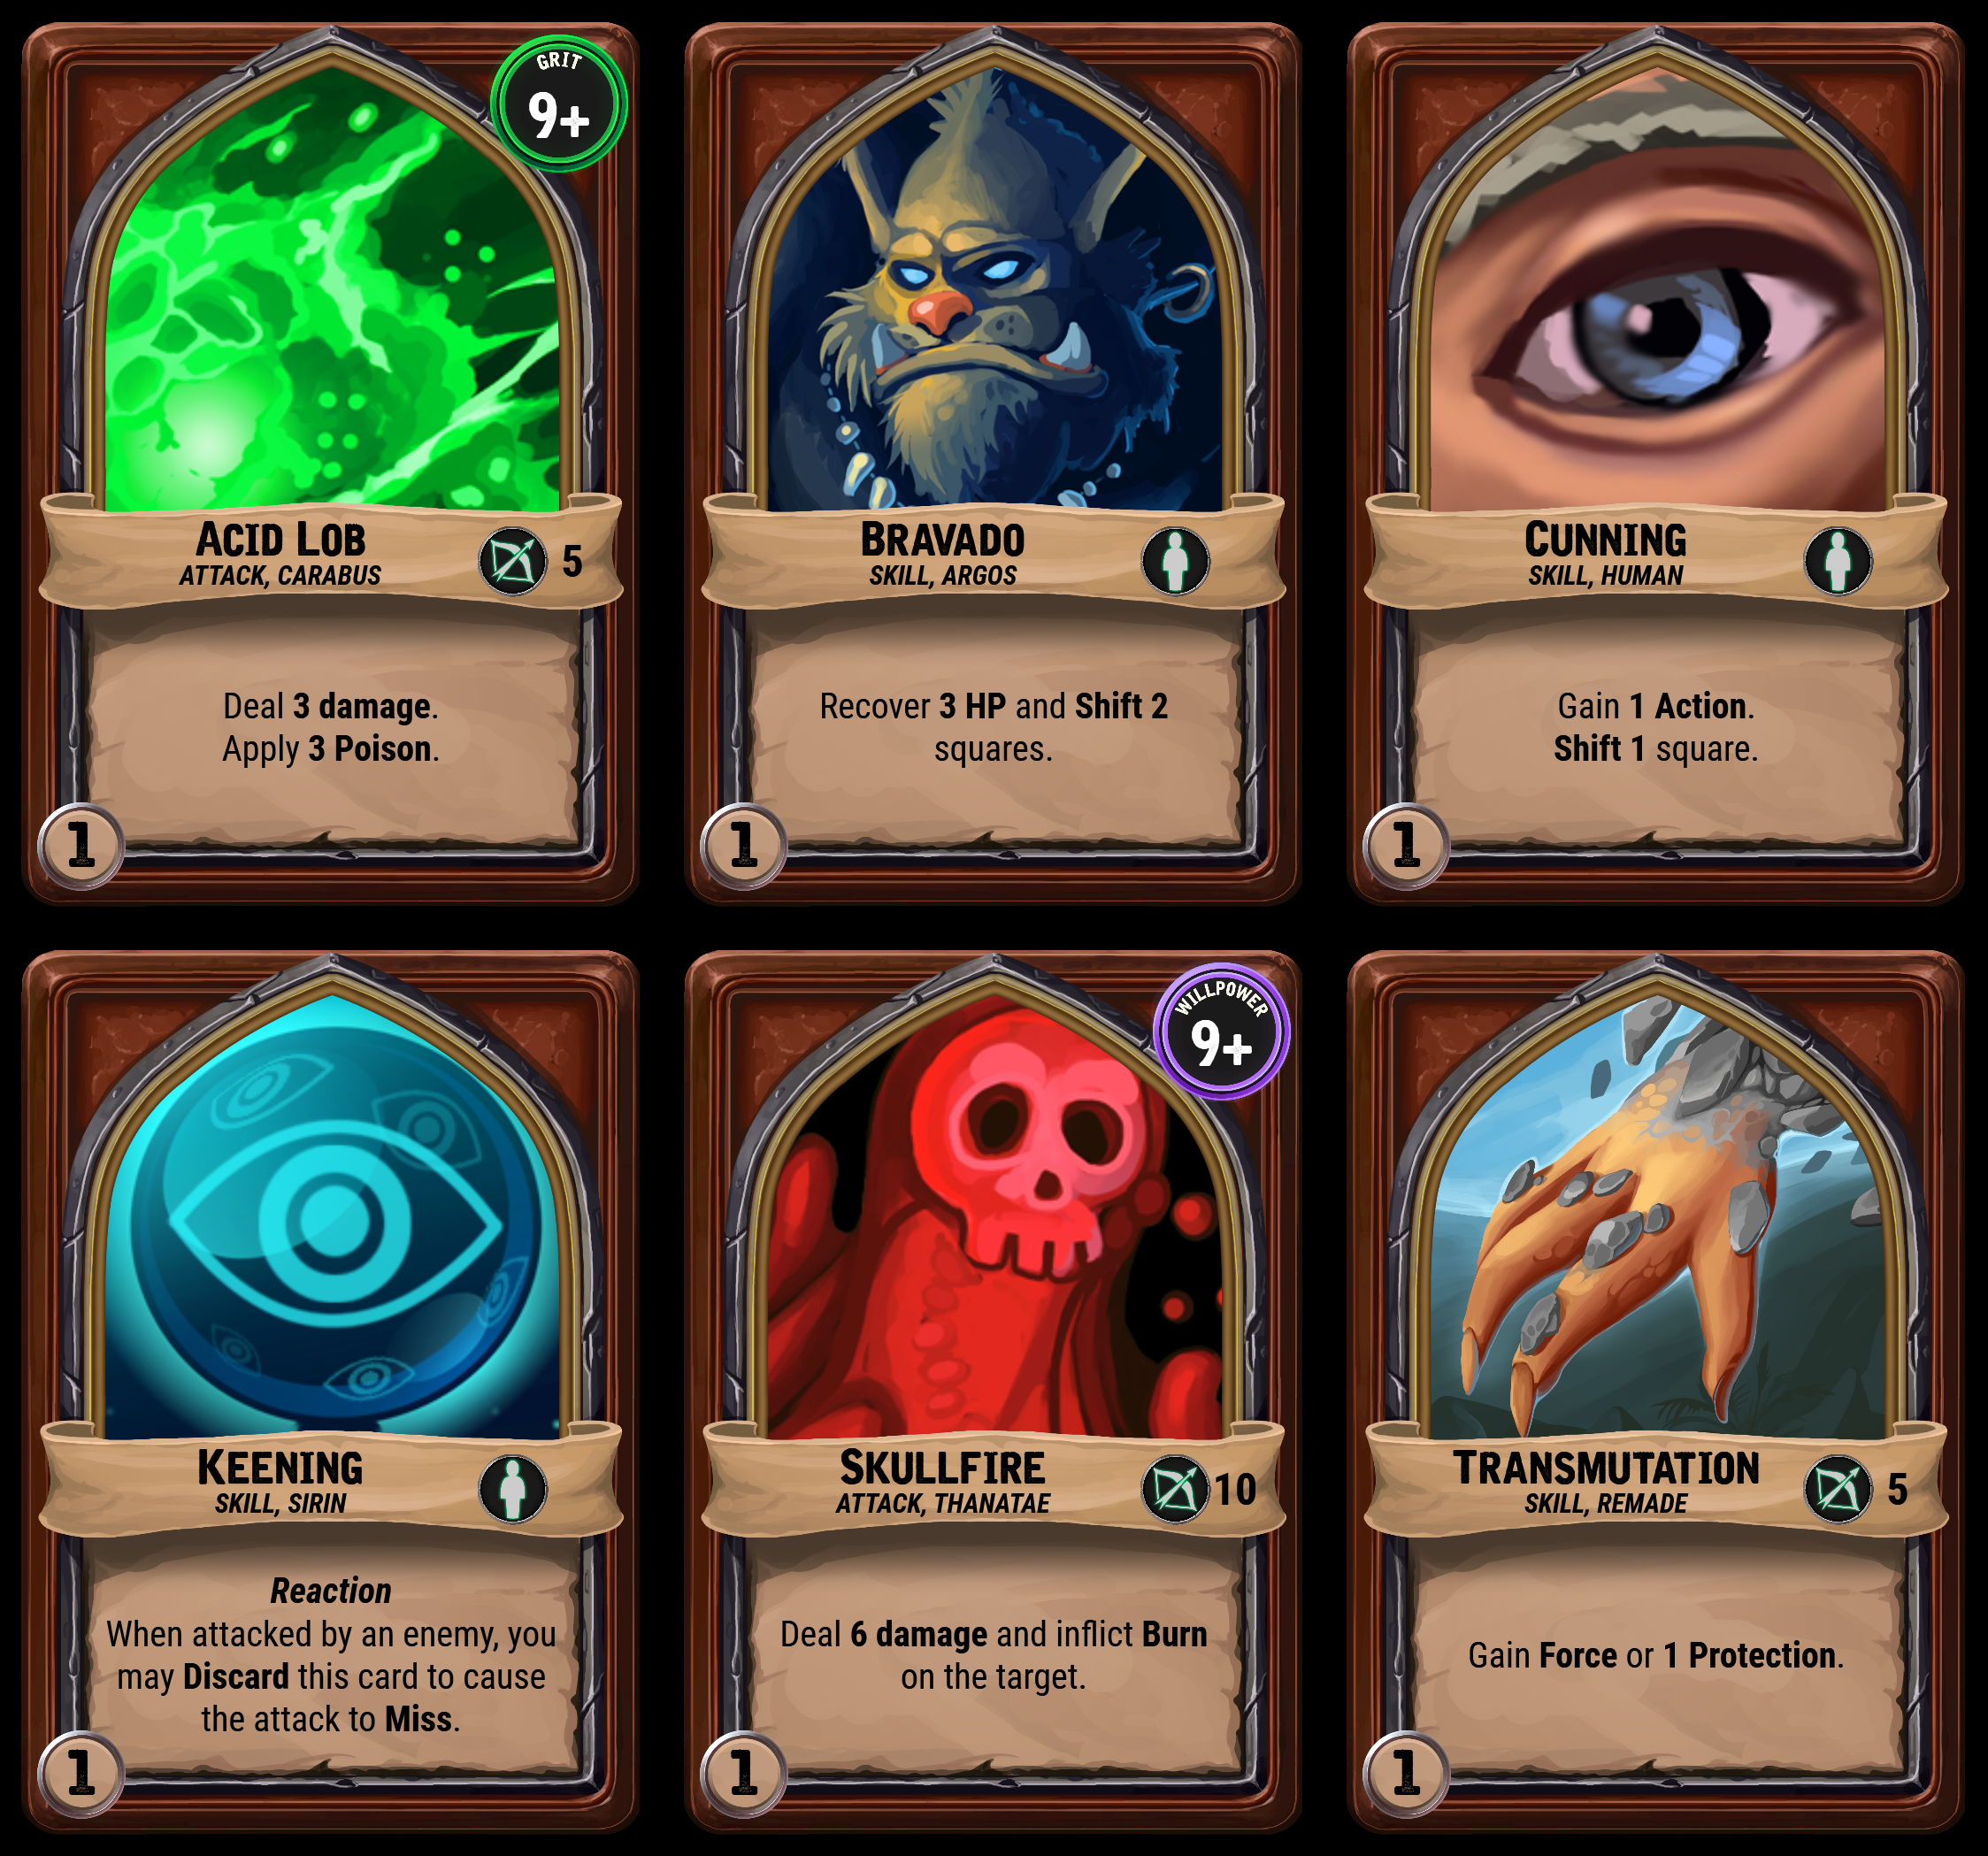 GRIT
9+
ACID LOB
ATTACK, CARABUS
5
Deal 3 damage.
Apply 3 Poison.
1
BRAVADO
SKILL, ARGOS
Recover 3 HP and Shift 2
squares.
1
CUNNING
SKILL, HUMAN
Gain 1 Action.
Shift 1 square.
1
KEENING
SKILL, SIRIN
Reaction
When attacked by an enemy, you
may Discard this card to cause
the attack to Miss.
1
WILLPOWER
9+
SKULLFIRE
ATTACK, THANATAE
10
Deal 6 damage and inflict Burn
on the target.
1
TRANSMUTATION
SKILL, REMADE
5
Gain Force or 1 Protection.
1